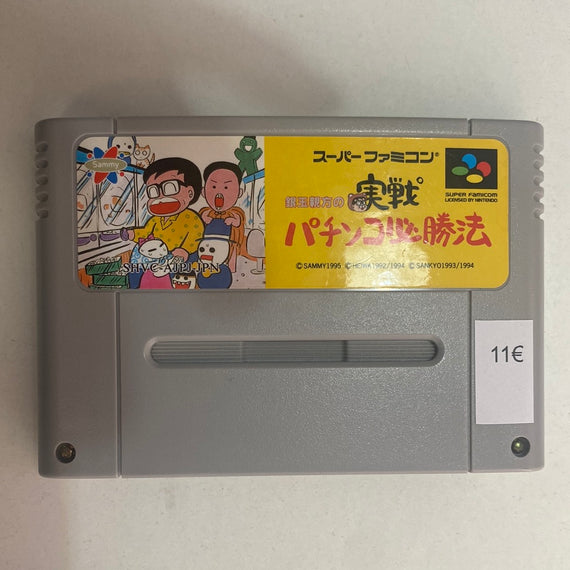 Sammy
SHVC-AJPJ-JPN
スーパーファミコン
SUPER FAMICOM
LICENSED BY NINTENDO
銀玉親方の
実戦
パチンコ必勝法
©SAMMY1995 ©HEIWA1992/1994 ©SANKYO1993/1994
11€